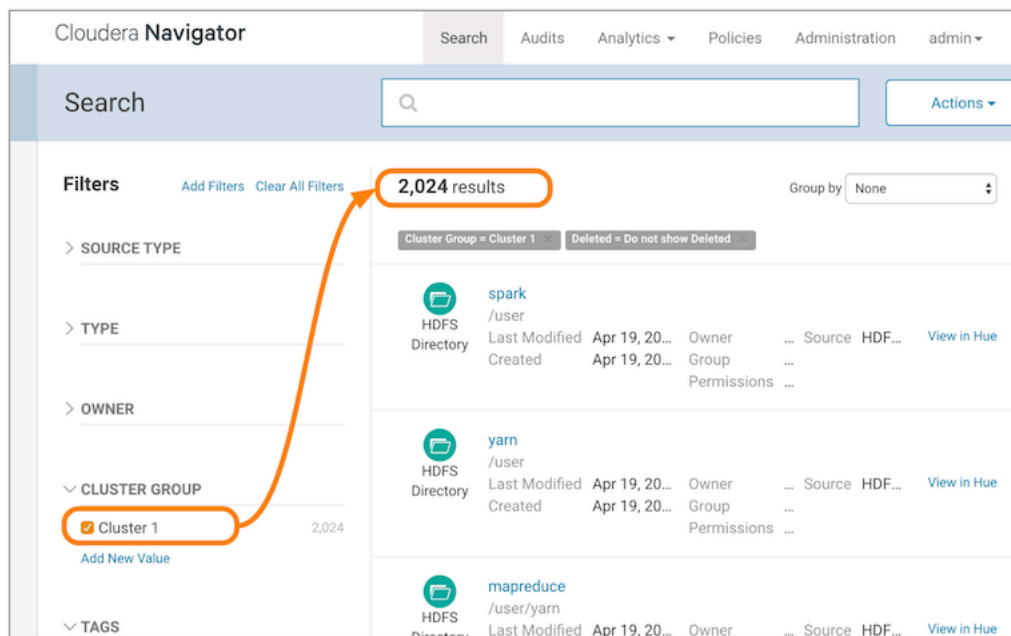 Cloudera Navigator
Search Audits Analytics Policies Administration admin
Search
Actions
Filters Add Filters Clear All Filters
2,024 results
Group by None
Cluster Group = Cluster 1 × Deleted = Do not show Deleted ×
SOURCE TYPE
TYPE
OWNER
CLUSTER GROUP
Cluster 1 2,024
Add New Value
TAGS
HDFS
Directory
spark
/user
Last Modified Apr 19, 20... Owner ... Source HDF... View in Hue
Created Apr 19, 20... Group ...
Permissions ...
HDFS
Directory
yarn
/user
Last Modified Apr 19, 20... Owner ... Source HDF... View in Hue
Created Apr 19, 20... Group ...
Permissions ...
HDFS
Directory
mapreduce
/user/yarn
Last Modified Apr 19, 20... Owner ... Source HDF... View in Hue